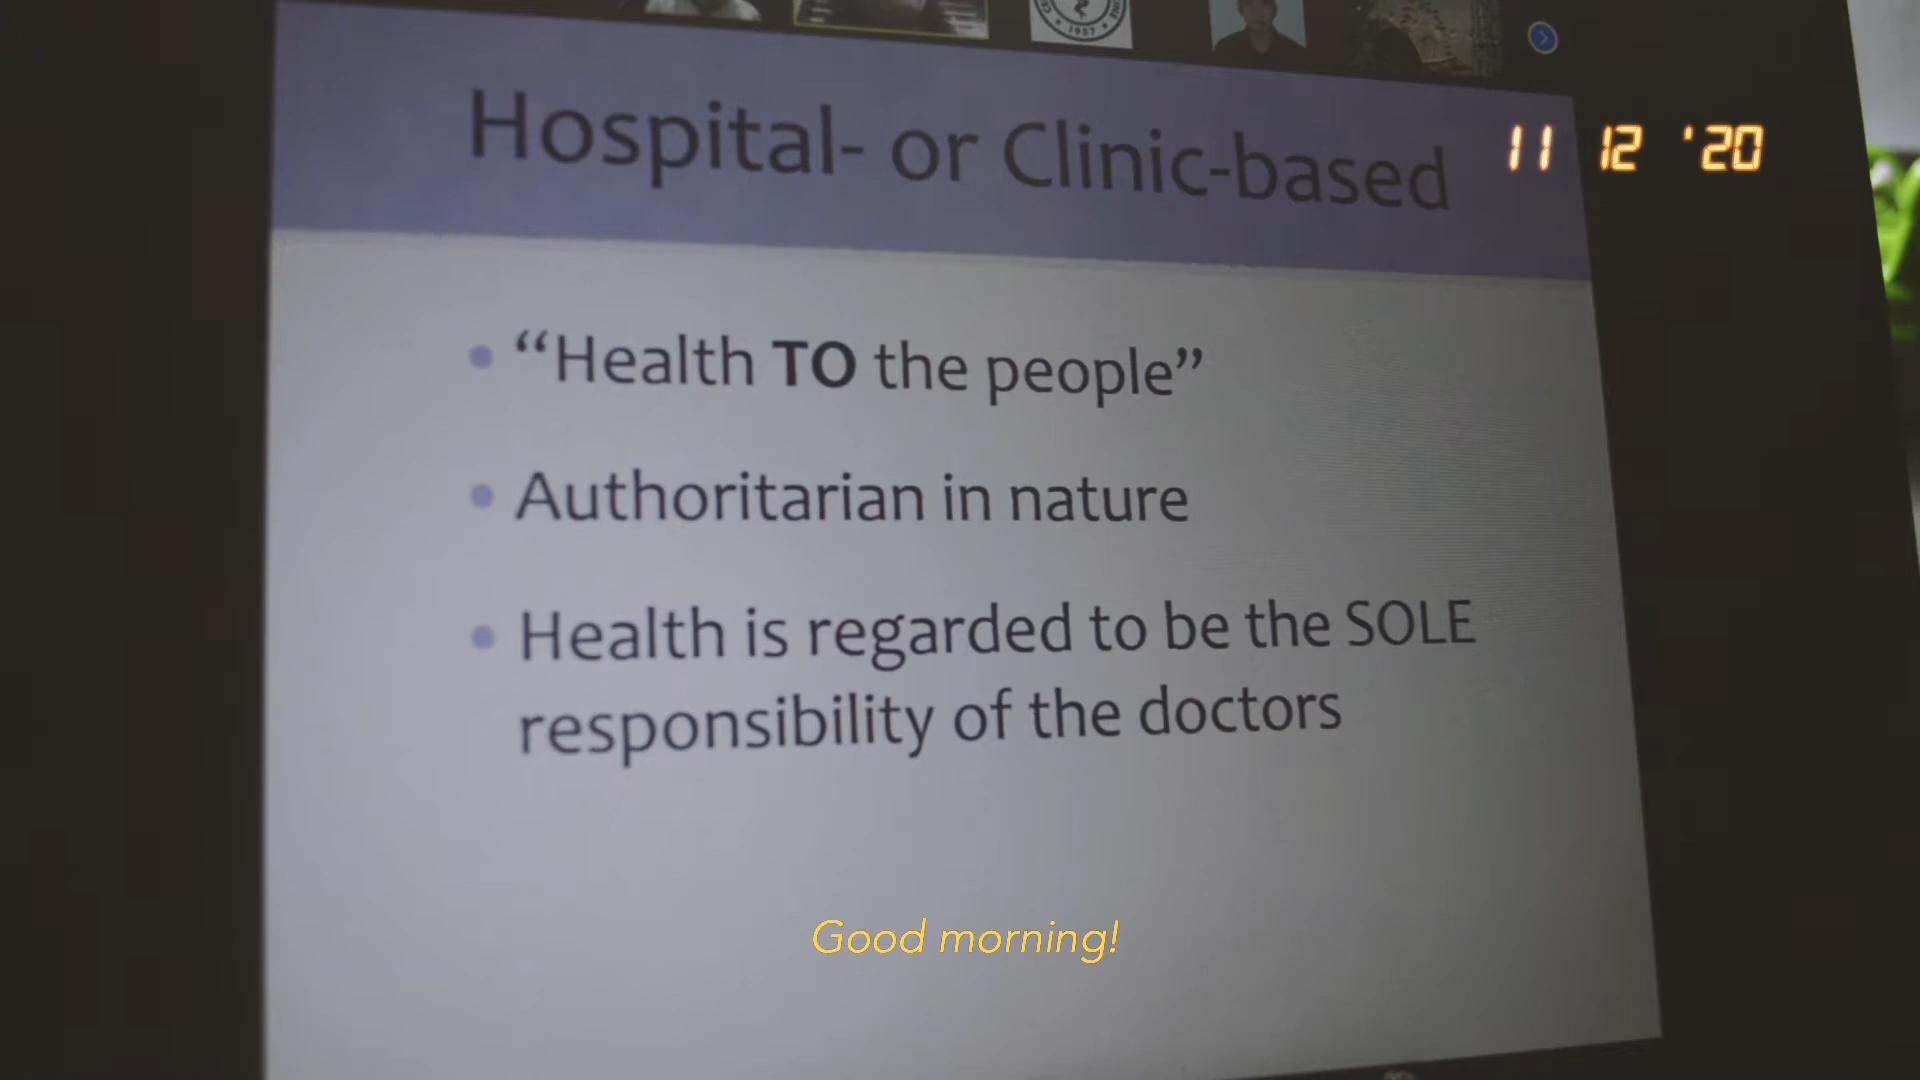 1957
Hospital- or Clinic-based
11 12 '20
• “Health TO the people”
• Authoritarian in nature
• Health is regarded to be the SOLE
responsibility of the doctors
Good morning!